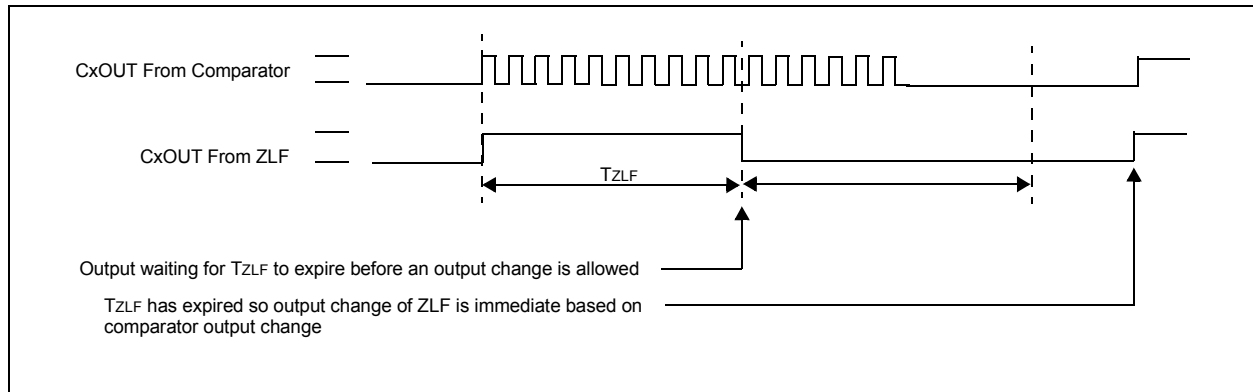 CxOUT From Comparator
CxOUT From ZLF
TZLF
Output waiting for TZLF to expire before an output change is allowed
TZLF has expired so output change of ZLF is immediate based on
comparator output change